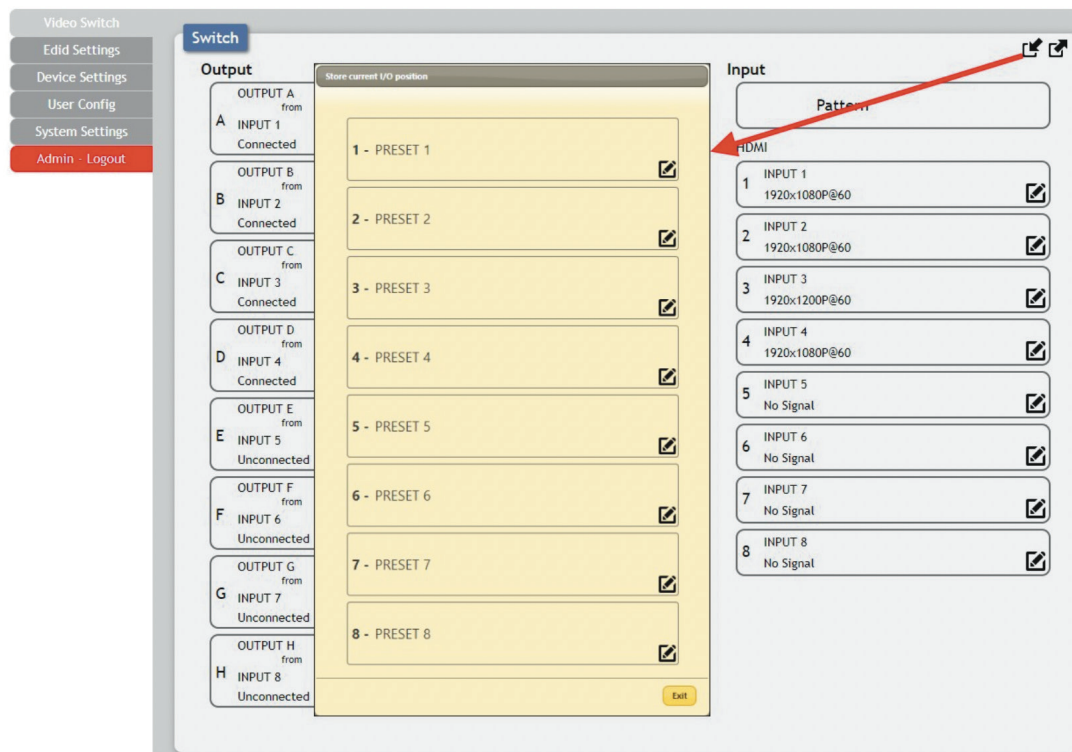 Video Switch
Edid Settings
Device Settings
User Config
System Settings
Admin - Logout
Switch
Output
A
OUTPUT A
from
INPUT 1
Connected
B
OUTPUT B
from
INPUT 2
Connected
C
OUTPUT C
from
INPUT 3
Connected
D
OUTPUT D
from
INPUT 4
Connected
E
OUTPUT E
from
INPUT 5
Unconnected
F
OUTPUT F
from
INPUT 6
Unconnected
G
OUTPUT G
from
INPUT 7
Unconnected
H
OUTPUT H
from
INPUT 8
Unconnected
Store current I/O position
1 - PRESET 1
2 - PRESET 2
3 - PRESET 3
4 - PRESET 4
5 - PRESET 5
6 - PRESET 6
7 - PRESET 7
8 - PRESET 8
Exit
Input
Pattern
HDMI
1
INPUT 1
1920x1080P@60
2
INPUT 2
1920x1080P@60
3
INPUT 3
1920x1200P@60
4
INPUT 4
1920x1080P@60
5
INPUT 5
No Signal
6
INPUT 6
No Signal
7
INPUT 7
No Signal
8
INPUT 8
No Signal